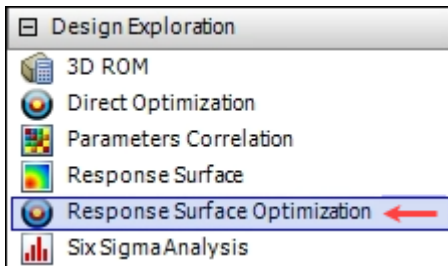 Design Exploration
3D ROM
Direct Optimization
Parameters Correlation
Response Surface
Response Surface Optimization
Six Sigma Analysis